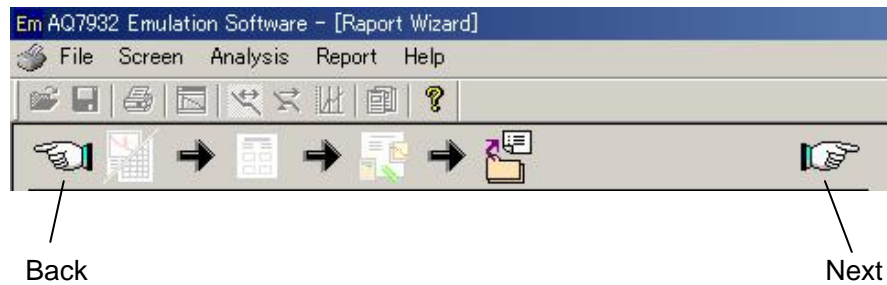 Em AQ7932 Emulation Software - [Raport Wizard]
File Screen Analysis Report Help
Back Next